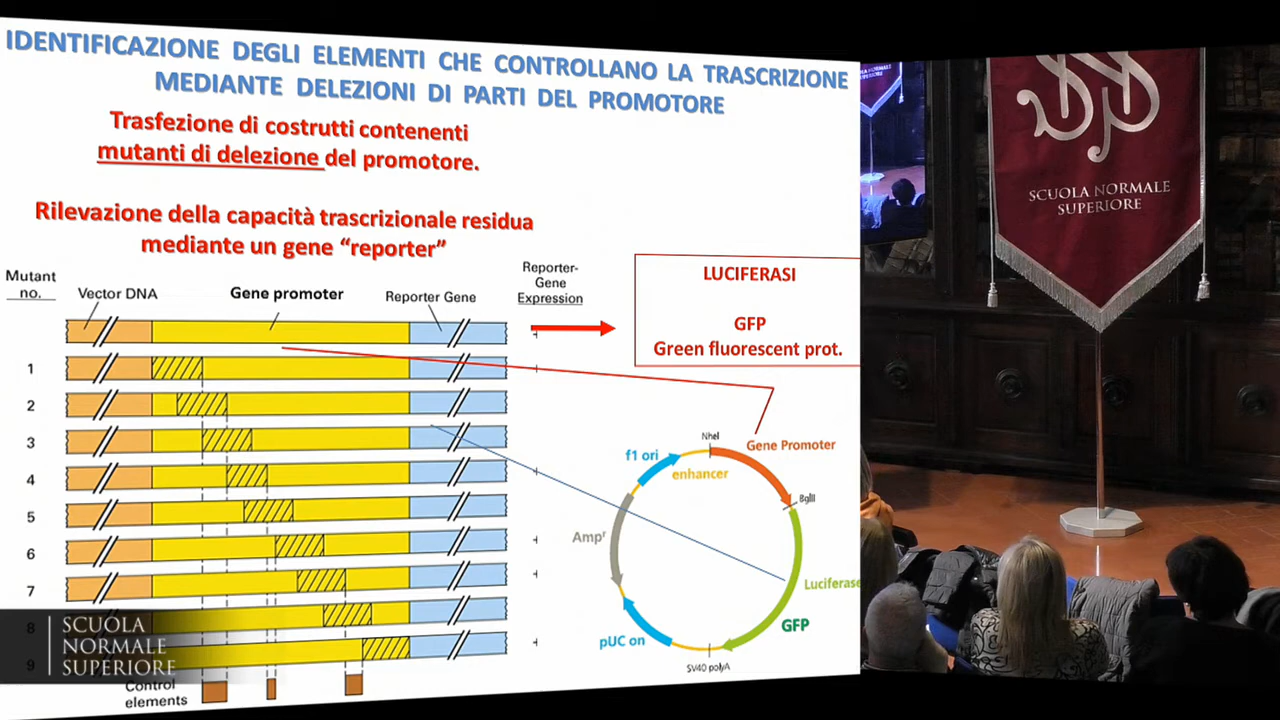 IDENTIFICAZIONE DEGLI ELEMENTI CHE CONTROLLANO LA TRASCRIZIONE
MEDIANTE DELEZIONI DI PARTI DEL PROMOTORE
Trasfezione di costrutti contenenti
mutanti di delezione del promotore.
Rilevazione della capacità trascrizionale residua
mediante un gene “reporter”
Mutant
no.
Vector DNA
Gene promoter
Reporter Gene
Reporter-
Gene
Expression
LUCIFERASI
GFP
Green fluorescent prot.
1
2
3
4
5
6
7
8
9
Control
elements
NheI
Gene Promoter
f1 ori
enhancer
BglII
Ampʳ
Luciferase
GFP
pUC ori
SV40 polyA
SCUOLA
NORMALE
SUPERIORE
SCUOLA NORMALE
SUPERIORE